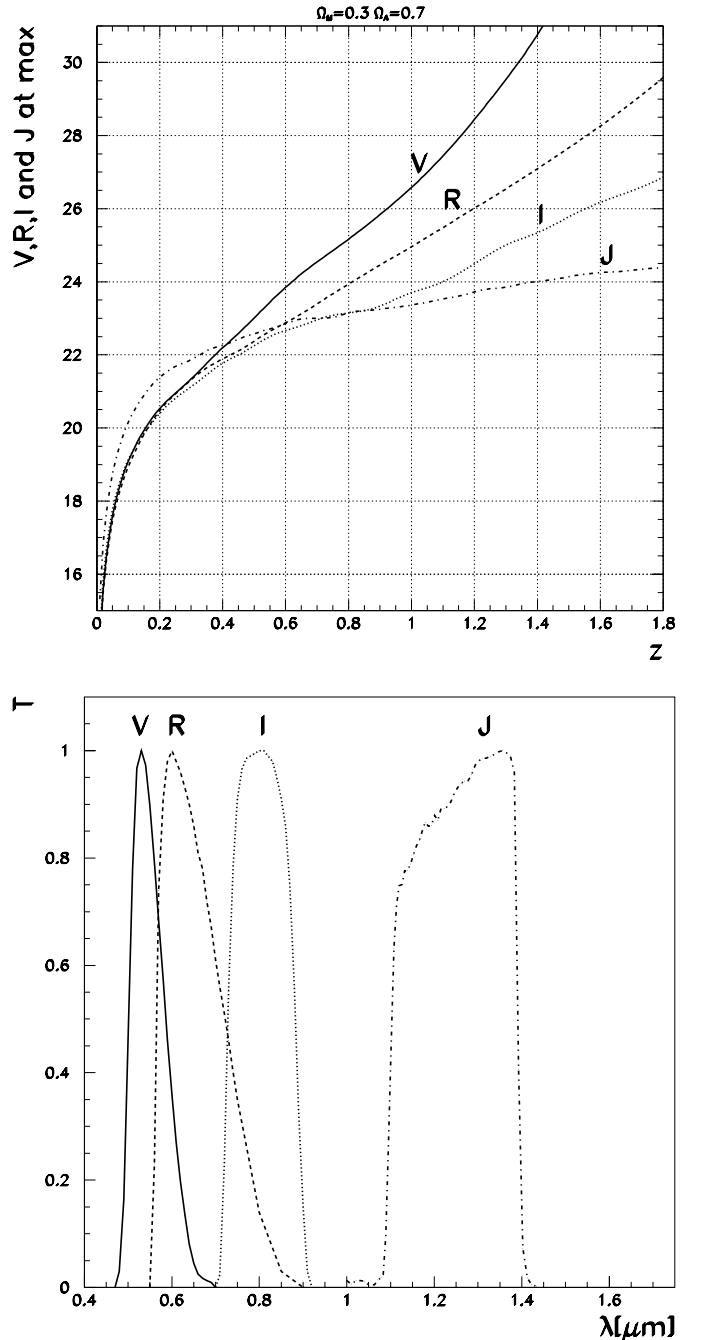 Ω_M=0.3 Ω_Λ=0.7
V,R,I and J at max
30
28
26
24
22
20
18
16
V
R
I
J
0 0.2 0.4 0.6 0.8 1 1.2 1.4 1.6 1.8
z
T
V R I J
1
0.8
0.6
0.4
0.2
0
0.4 0.6 0.8 1 1.2 1.4 1.6
λ[μm]